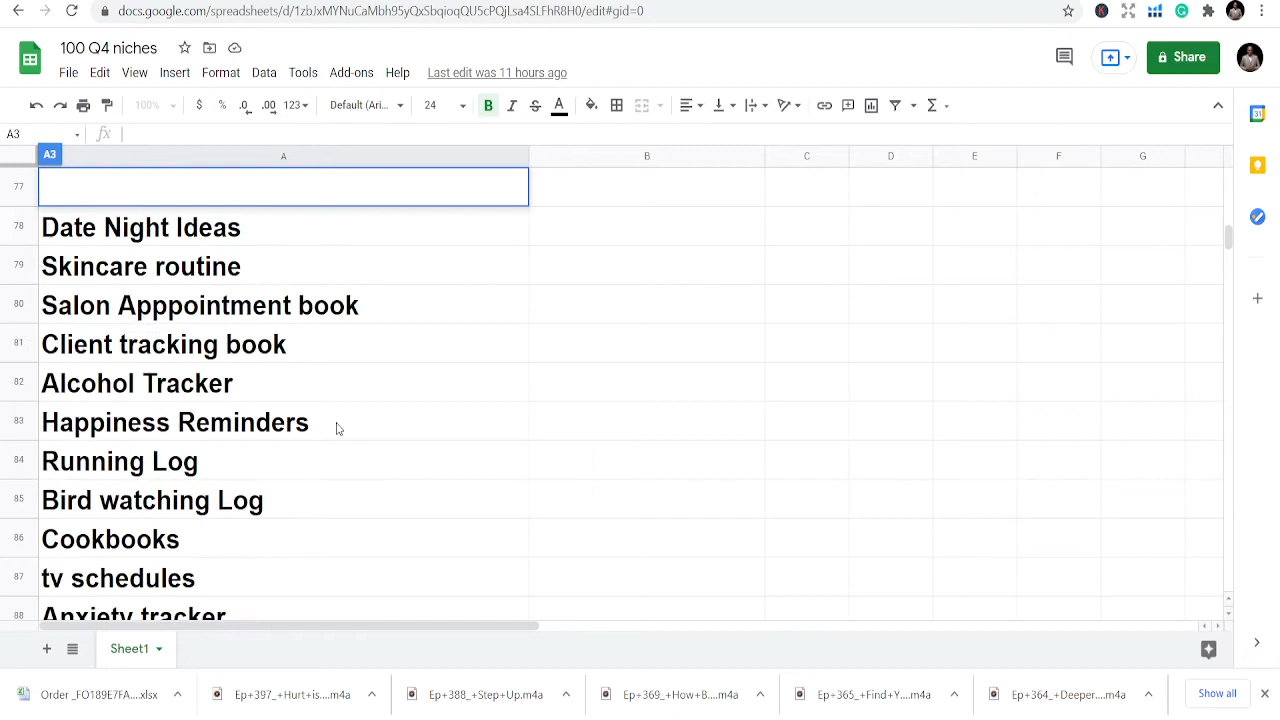 docs.google.com/spreadsheets/d/1zbJxMYNuCaMbh95yQxSbqioqQU5cPQjLsa4SLFhR8H0/edit#gid=0
100 Q4 niches
File Edit View Insert Format Data Tools Add-ons Help Last edit was 11 hours ago
Share
100% $ % .0 .00 123 Default (Ari... 24 B I S A
A3 fx
A3 A B C D E F G
77
78 Date Night Ideas
79 Skincare routine
80 Salon Apppointment book
81 Client tracking book
82 Alcohol Tracker
83 Happiness Reminders
84 Running Log
85 Bird watching Log
86 Cookbooks
87 tv schedules
88 Anxiety tracker
Sheet1
Order _FO189E7FA....xlsx Ep+397_+Hurt+is....m4a Ep+388_+Step+Up.m4a Ep+369_+How+B....m4a Ep+365_+Find+Y....m4a Ep+364_+Deeper....m4a Show all